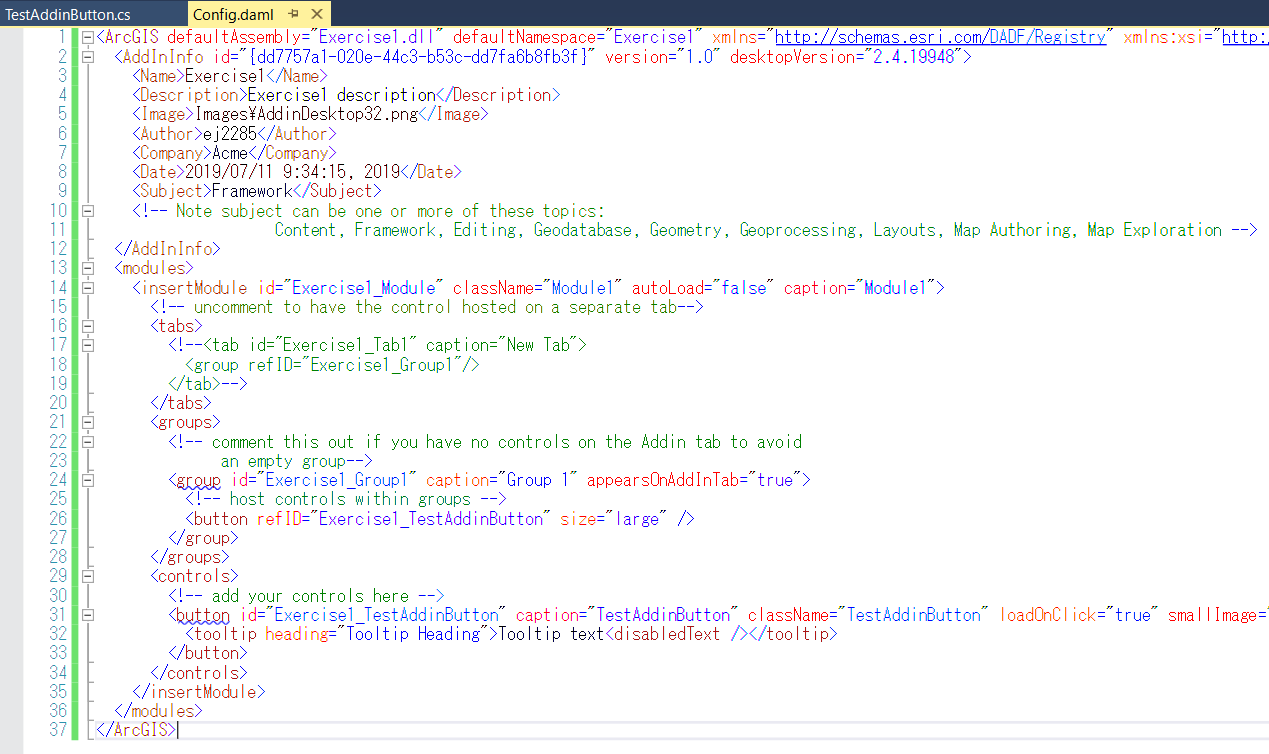 TestAddinButton.cs Config.daml
1 <ArcGIS defaultAssembly="Exercise1.dll" defaultNamespace="Exercise1" xmlns="http://schemas.esri.com/DADF/Registry" xmlns:xsi="http:
2 <AddInInfo id="{dd7757a1-020e-44c3-b53c-dd7fa6b8fb3f}" version="1.0" desktopVersion="2.4.19948">
3 <Name>Exercise1</Name>
4 <Description>Exercise1 description</Description>
5 <Image>Images¥AddinDesktop32.png</Image>
6 <Author>ej2285</Author>
7 <Company>Acme</Company>
8 <Date>2019/07/11 9:34:15, 2019</Date>
9 <Subject>Framework</Subject>
10 <!-- Note subject can be one or more of these topics:
11 Content, Framework, Editing, Geodatabase, Geometry, Geoprocessing, Layouts, Map Authoring, Map Exploration -->
12 </AddInInfo>
13 <modules>
14 <insertModule id="Exercise1_Module" className="Module1" autoLoad="false" caption="Module1">
15 <!-- uncomment to have the control hosted on a separate tab-->
16 <tabs>
17 <!--<tab id="Exercise1_Tab1" caption="New Tab">
18 <group refID="Exercise1_Group1"/>
19 </tab>-->
20 </tabs>
21 <groups>
22 <!-- comment this out if you have no controls on the Addin tab to avoid
23 an empty group-->
24 <group id="Exercise1_Group1" caption="Group 1" appearsOnAddInTab="true">
25 <!-- host controls within groups -->
26 <button refID="Exercise1_TestAddinButton" size="large" />
27 </group>
28 </groups>
29 <controls>
30 <!-- add your controls here -->
31 <button id="Exercise1_TestAddinButton" caption="TestAddinButton" className="TestAddinButton" loadOnClick="true" smallImage="
32 <tooltip heading="Tooltip Heading">Tooltip text<disabledText /></tooltip>
33 </button>
34 </controls>
35 </insertModule>
36 </modules>
37 </ArcGIS>